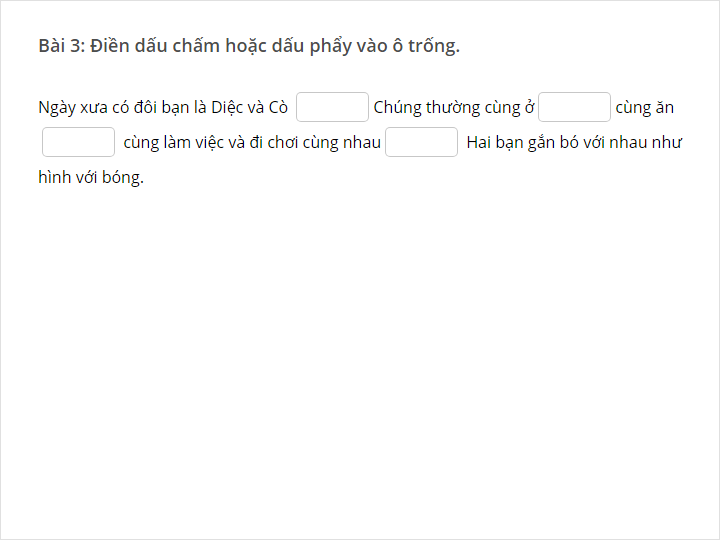 Bài 3: Điền dấu chấm hoặc dấu phẩy vào ô trống.
Ngày xưa có đôi bạn là Diệc và Cò Chúng thường cùng ở cùng ăn
cùng làm việc và đi chơi cùng nhau Hai bạn gắn bó với nhau như
hình với bóng.